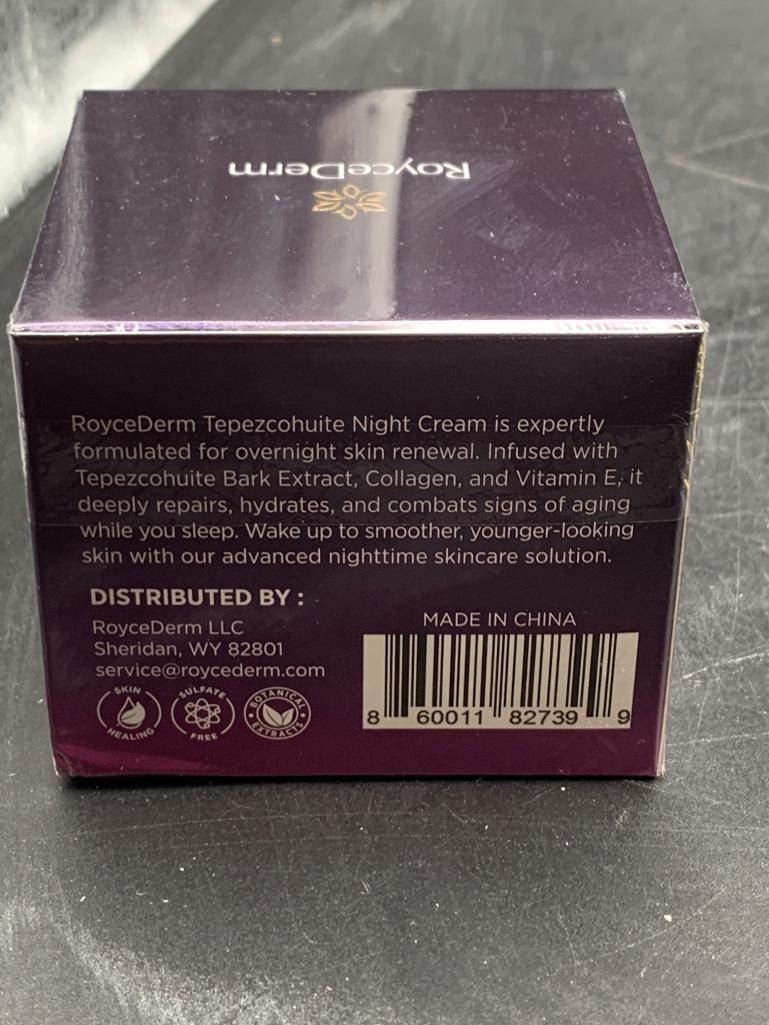 RoyceDerm
RoyceDerm Tepezcohuite Night Cream is expertly
formulated for overnight skin renewal. Infused with
Tepezcohuite Bark Extract, Collagen, and Vitamin E, it
deeply repairs, hydrates, and combats signs of aging
while you sleep. Wake up to smoother, younger-looking
skin with our advanced nighttime skincare solution.
DISTRIBUTED BY :
RoyceDerm LLC
Sheridan, WY 82801
service@roycederm.com
MADE IN CHINA
SKIN
HEALING
SULFATE
FREE
BOTANICAL
EXTRACTS
8 60011 82739 9